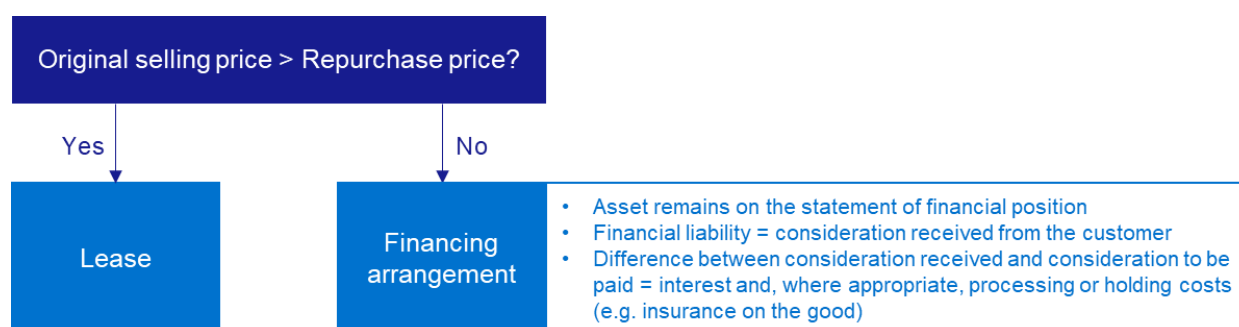 Original selling price > Repurchase price?
Yes
No
Lease
Financing
arrangement
• Asset remains on the statement of financial position
• Financial liability = consideration received from the customer
• Difference between consideration received and consideration to be
paid = interest and, where appropriate, processing or holding costs
(e.g. insurance on the good)